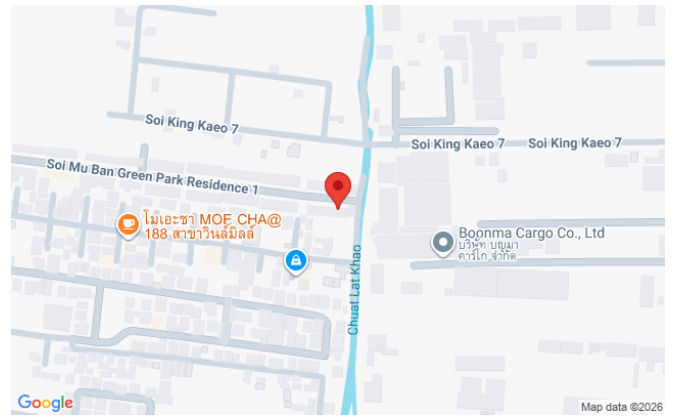 Soi King Kaeo 7
Soi King Kaeo 7
Soi King Kaeo 7
Soi Mu Ban Green Park Residence 1
โมเอะชา MOE CHA@
188 สาขาวินล์มิลล์
Boonma Cargo Co., Ltd
บริษัท บุญมา
คาร์โก จำกัด
Chuat Lat Khao
Google
Map data ©2026